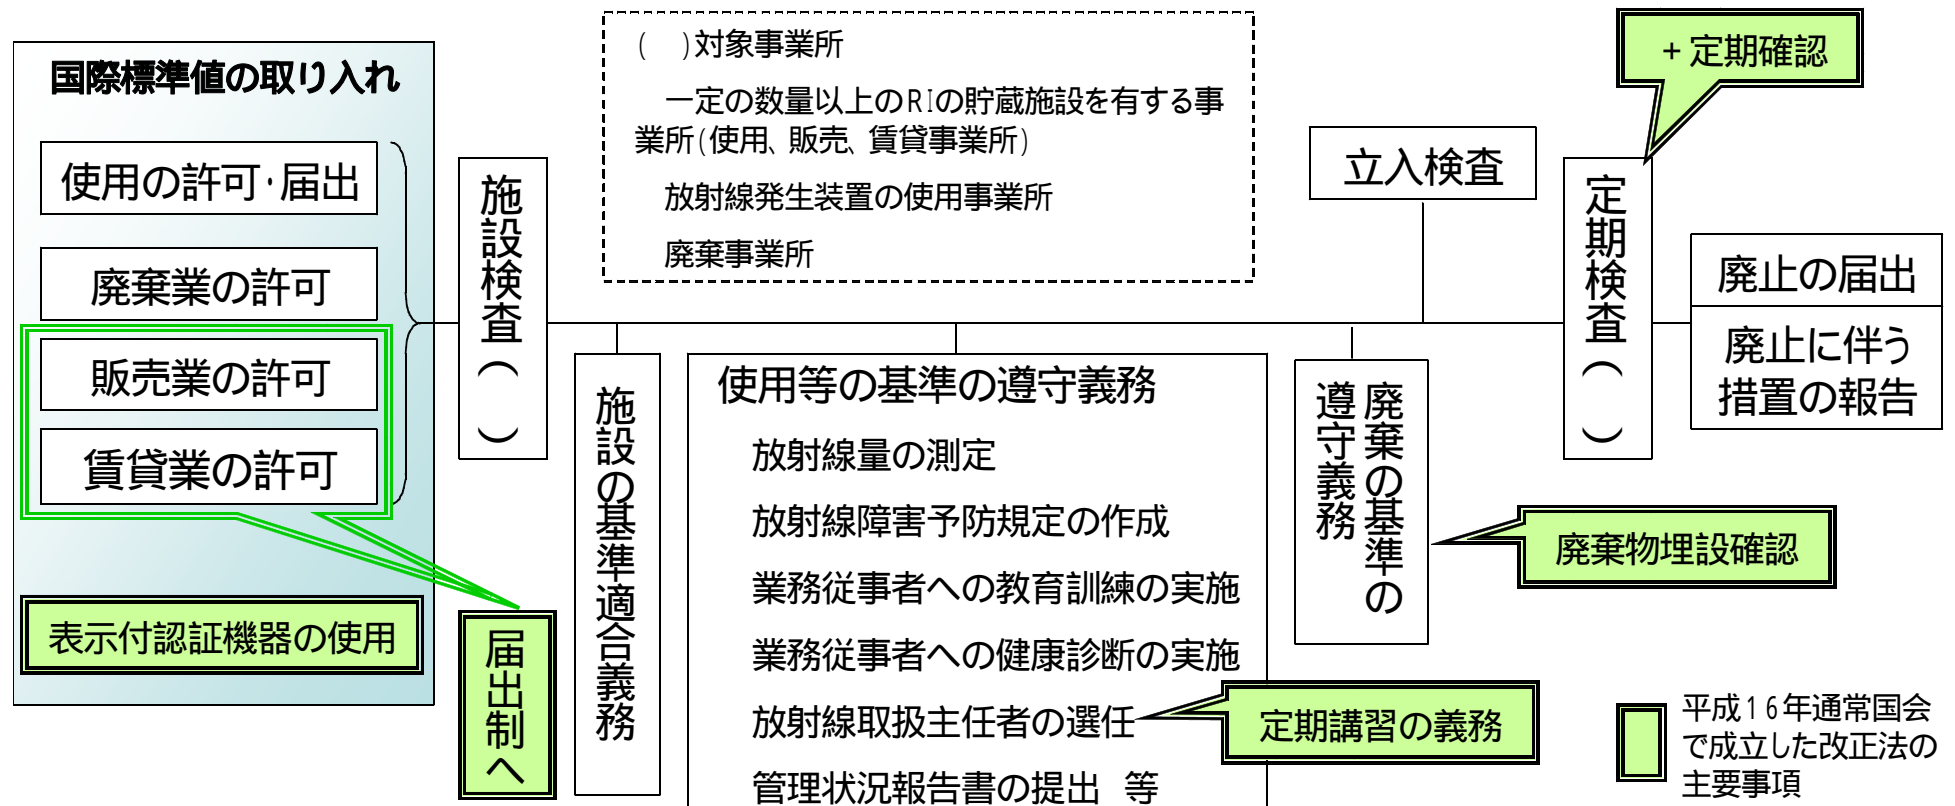 国際標準値の取り入れ
使用の許可・届出
廃棄業の許可
販売業の許可
賃貸業の許可
表示付認証機器の使用
届出制へ
施設検査( )
( )対象事業所
一定の数量以上のRIの貯蔵施設を有する事
業所(使用、販売、賃貸事業所)
放射線発生装置の使用事業所
廃棄事業所
施設の基準適合義務
使用等の基準の遵守義務
放射線量の測定
放射線障害予防規定の作成
業務従事者への教育訓練の実施
業務従事者への健康診断の実施
放射線取扱主任者の選任
管理状況報告書の提出 等
定期講習の義務
立入検査
廃棄の基準の
遵守義務
廃棄物埋設確認
+定期確認
定期検査( )
廃止の届出
廃止に伴う
措置の報告
平成16年通常国会
で成立した改正法の
主要事項